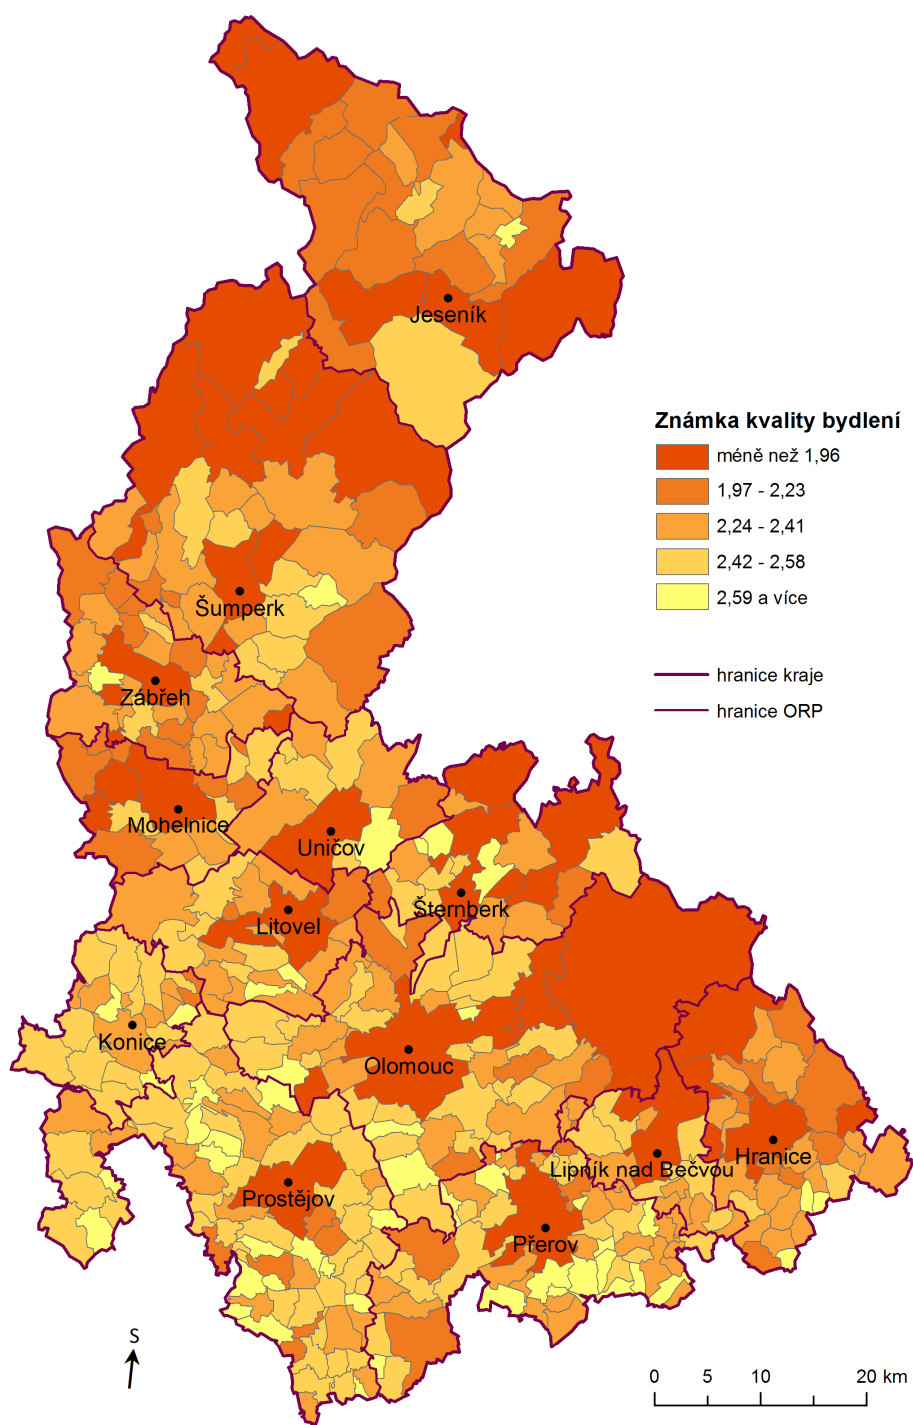 Jeseník
Známka kvality bydlení
méně než 1,96
1,97 - 2,23
2,24 - 2,41
2,42 - 2,58
2,59 a více
hranice kraje
hranice ORP
Šumperk
Zábřeh
Mohelnice
Uničov
Šternberk
Litovel
Konice
Olomouc
Hranice
Lipník nad Bečvou
Prostějov
Přerov
S
0 5 10 20 km